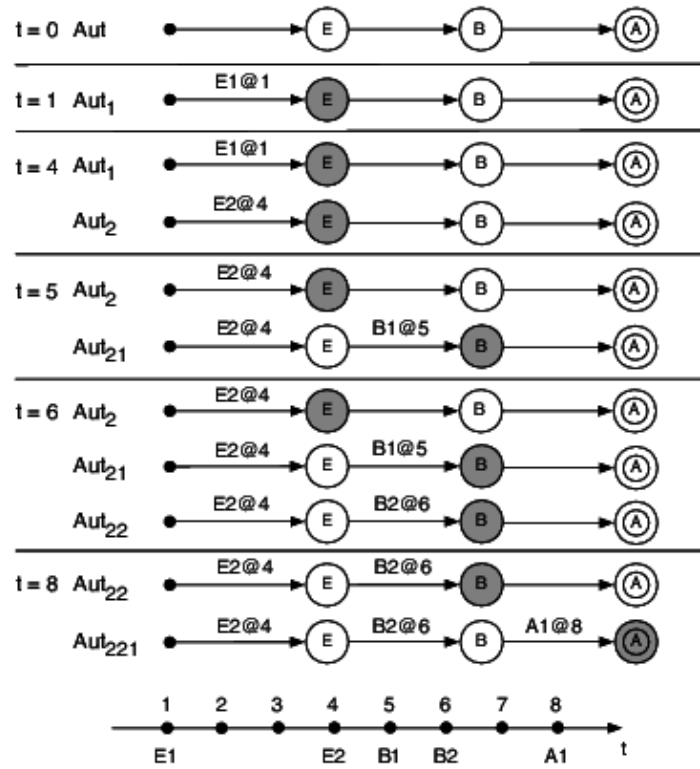 t = 0 Aut E B A
E1@1
t = 1 Aut1 E B A
E1@1
t = 4 Aut1 E B A
E2@4
Aut2 E B A
E2@4
t = 5 Aut2 E B A
E2@4 B1@5
Aut21 E B A
E2@4
t = 6 Aut2 E B A
E2@4 B1@5
Aut21 E B A
E2@4 B2@6
Aut22 E B A
E2@4 B2@6
t = 8 Aut22 E B A
E2@4 B2@6 A1@8
Aut221 E B A
1 2 3 4 5 6 7 8
E1 E2 B1 B2 A1 t